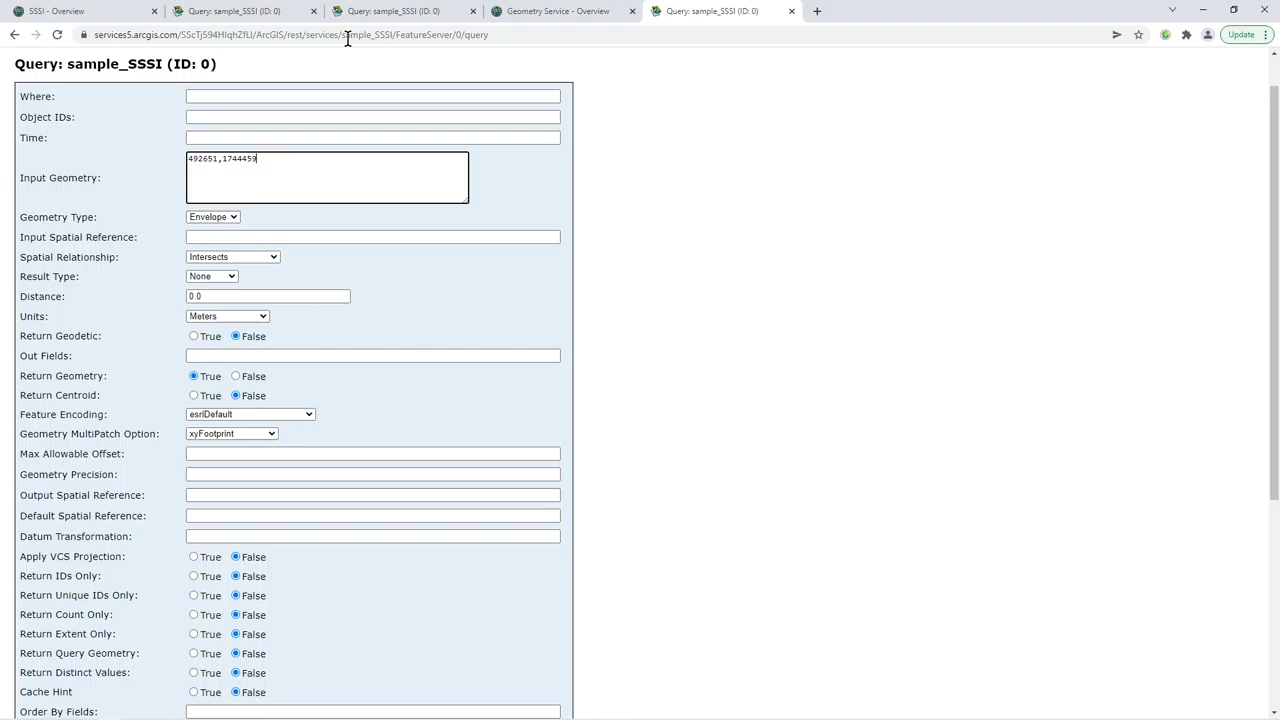 SSSI - Overview
Query: sample_SSSI (ID: 0)
Query: sample_SSSI (ID: 0)
Geometry Service - Overview
Query: sample_SSSI (ID: 0)
services5.arcgis.com/SScTj594HIqhZfLI/ArcGIS/rest/services/sample_SSSI/FeatureServer/0/query
Update
Query: sample_SSSI (ID: 0)
Where:
Object IDs:
Time:
Input Geometry: 492651,1744459
Geometry Type: Envelope
Input Spatial Reference:
Spatial Relationship: Intersects
Result Type: None
Distance: 0.0
Units: Meters
Return Geodetic: True False
Out Fields:
Return Geometry: True False
Return Centroid: True False
Feature Encoding: esriDefault
Geometry MultiPatch Option: xyFootprint
Max Allowable Offset:
Geometry Precision:
Output Spatial Reference:
Default Spatial Reference:
Datum Transformation:
Apply VCS Projection: True False
Return IDs Only: True False
Return Unique IDs Only: True False
Return Count Only: True False
Return Extent Only: True False
Return Query Geometry: True False
Return Distinct Values: True False
Cache Hint True False
Order By Fields: